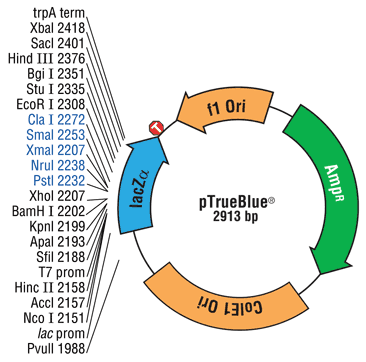 trpA term
XbaI 2418
SacI 2401
Hind III 2376
Bgi I 2351
Stu I 2335
EcoR I 2308
Cla I 2272
SmaI 2253
XmaI 2207
NruI 2238
PstI 2232
XhoI 2207
BamH I 2202
KpnI 2199
ApaI 2193
SfiI 2188
T7 prom
Hinc II 2158
AccI 2157
Nco I 2151
lac prom
PvuII 1988
T
f1 Ori
AmpR
lacZα
pTrueBlue®
2913 bp
ColE1 Ori